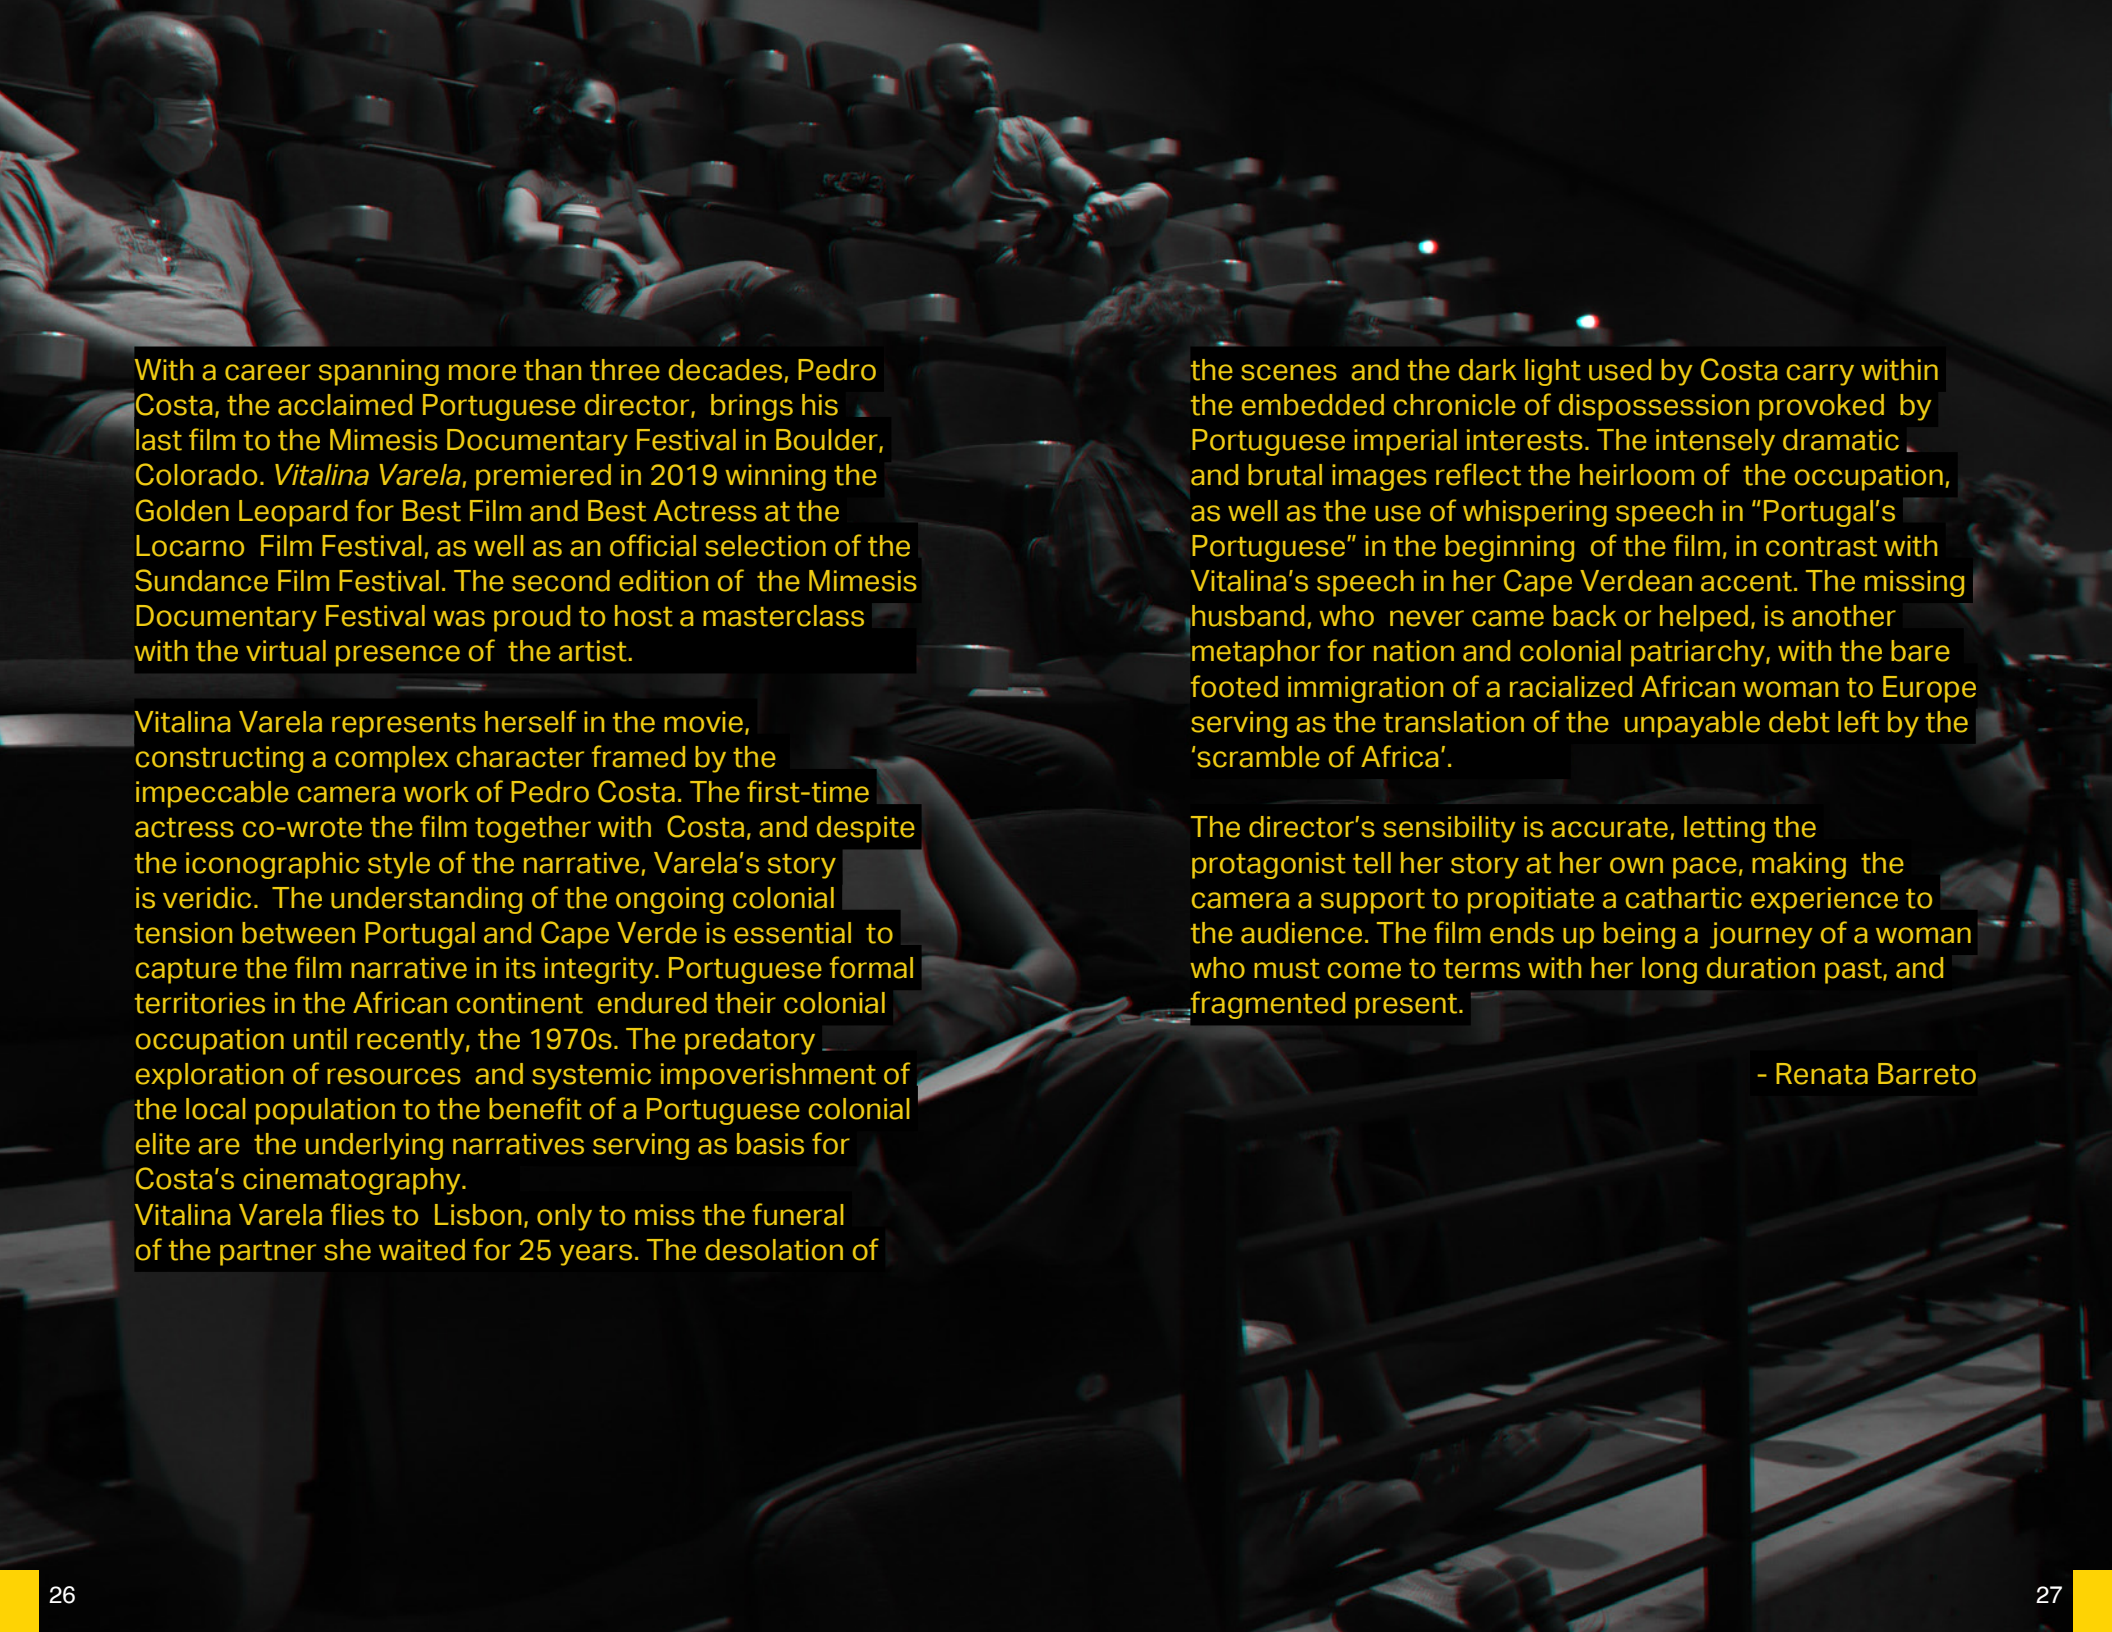 With a career spanning more than three decades, Pedro
Costa, the acclaimed Portuguese director,  brings his
last film to the Mimesis Documentary Festival in Boulder,
Colorado. Vitalina Varela, premiered in 2019 winning the
Golden Leopard for Best Film and Best Actress at the
Locarno  Film Festival, as well as an official selection of the
Sundance Film Festival. The second edition of  the Mimesis
Documentary Festival was proud to host a masterclass
with the virtual presence of  the artist.
Vitalina Varela represents herself in the movie,
constructing a complex character framed by the
impeccable camera work of Pedro Costa. The first-time
actress co-wrote the film together with  Costa, and despite
the iconographic style of the narrative, Varela’s story
is veridic.  The understanding of the ongoing colonial
tension between Portugal and Cape Verde is essential  to
capture the film narrative in its integrity. Portuguese formal
territories in the African continent  endured their colonial
occupation until recently, the 1970s. The predatory
exploration of resources  and systemic impoverishment of
the local population to the benefit of a Portuguese colonial
elite are  the underlying narratives serving as basis for
Costa’s cinematography.
Vitalina Varela flies to  Lisbon, only to miss the funeral
of the partner she waited for 25 years. The desolation of
the scenes  and the dark light used by Costa carry within
the embedded chronicle of dispossession provoked  by
Portuguese imperial interests. The intensely dramatic
and brutal images reflect the heirloom of  the occupation,
as well as the use of whispering speech in “Portugal’s
Portuguese” in the beginning  of the film, in contrast with
Vitalina’s speech in her Cape Verdean accent. The missing
husband, who  never came back or helped, is another
metaphor for nation and colonial patriarchy, with the bare
footed immigration of a racialized African woman to Europe
serving as the translation of the  unpayable debt left by the
‘scramble of Africa’.
The director’s sensibility is accurate, letting the
protagonist tell her story at her own pace, making  the
camera a support to propitiate a cathartic experience to
the audience. The film ends up being a  journey of a woman
who must come to terms with her long duration past, and
fragmented present.
- Renata Barreto
26
27